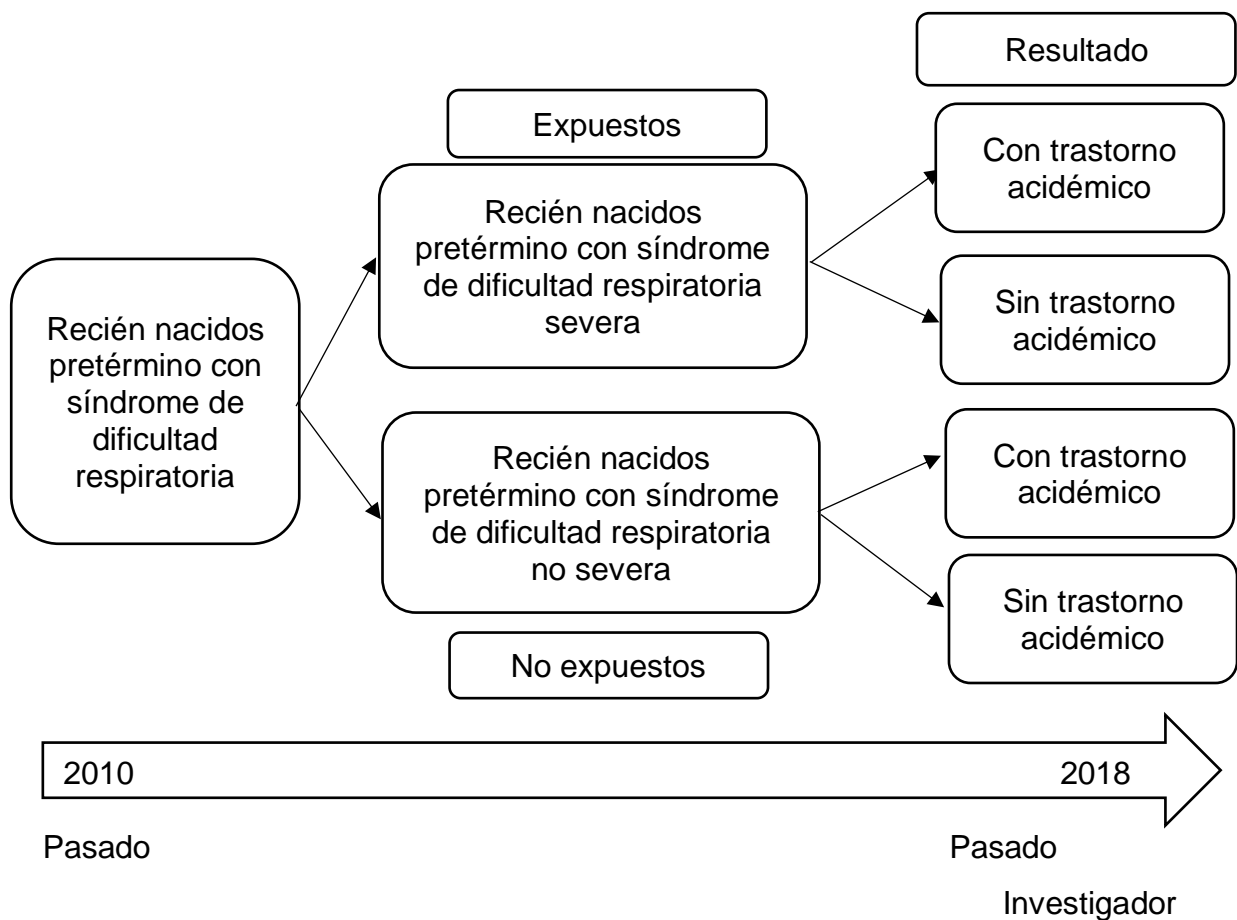 Resultado
Expuestos
Con trastorno
acidémico
Recién nacidos
pretérmino con síndrome
de dificultad respiratoria
severa
Sin trastorno
acidémico
Recién nacidos
pretérmino con
síndrome de
dificultad
respiratoria
Recién nacidos
pretérmino con síndrome
de dificultad respiratoria
no severa
Con trastorno
acidémico
Sin trastorno
acidémico
No expuestos
2010
2018
Pasado
Pasado
Investigador